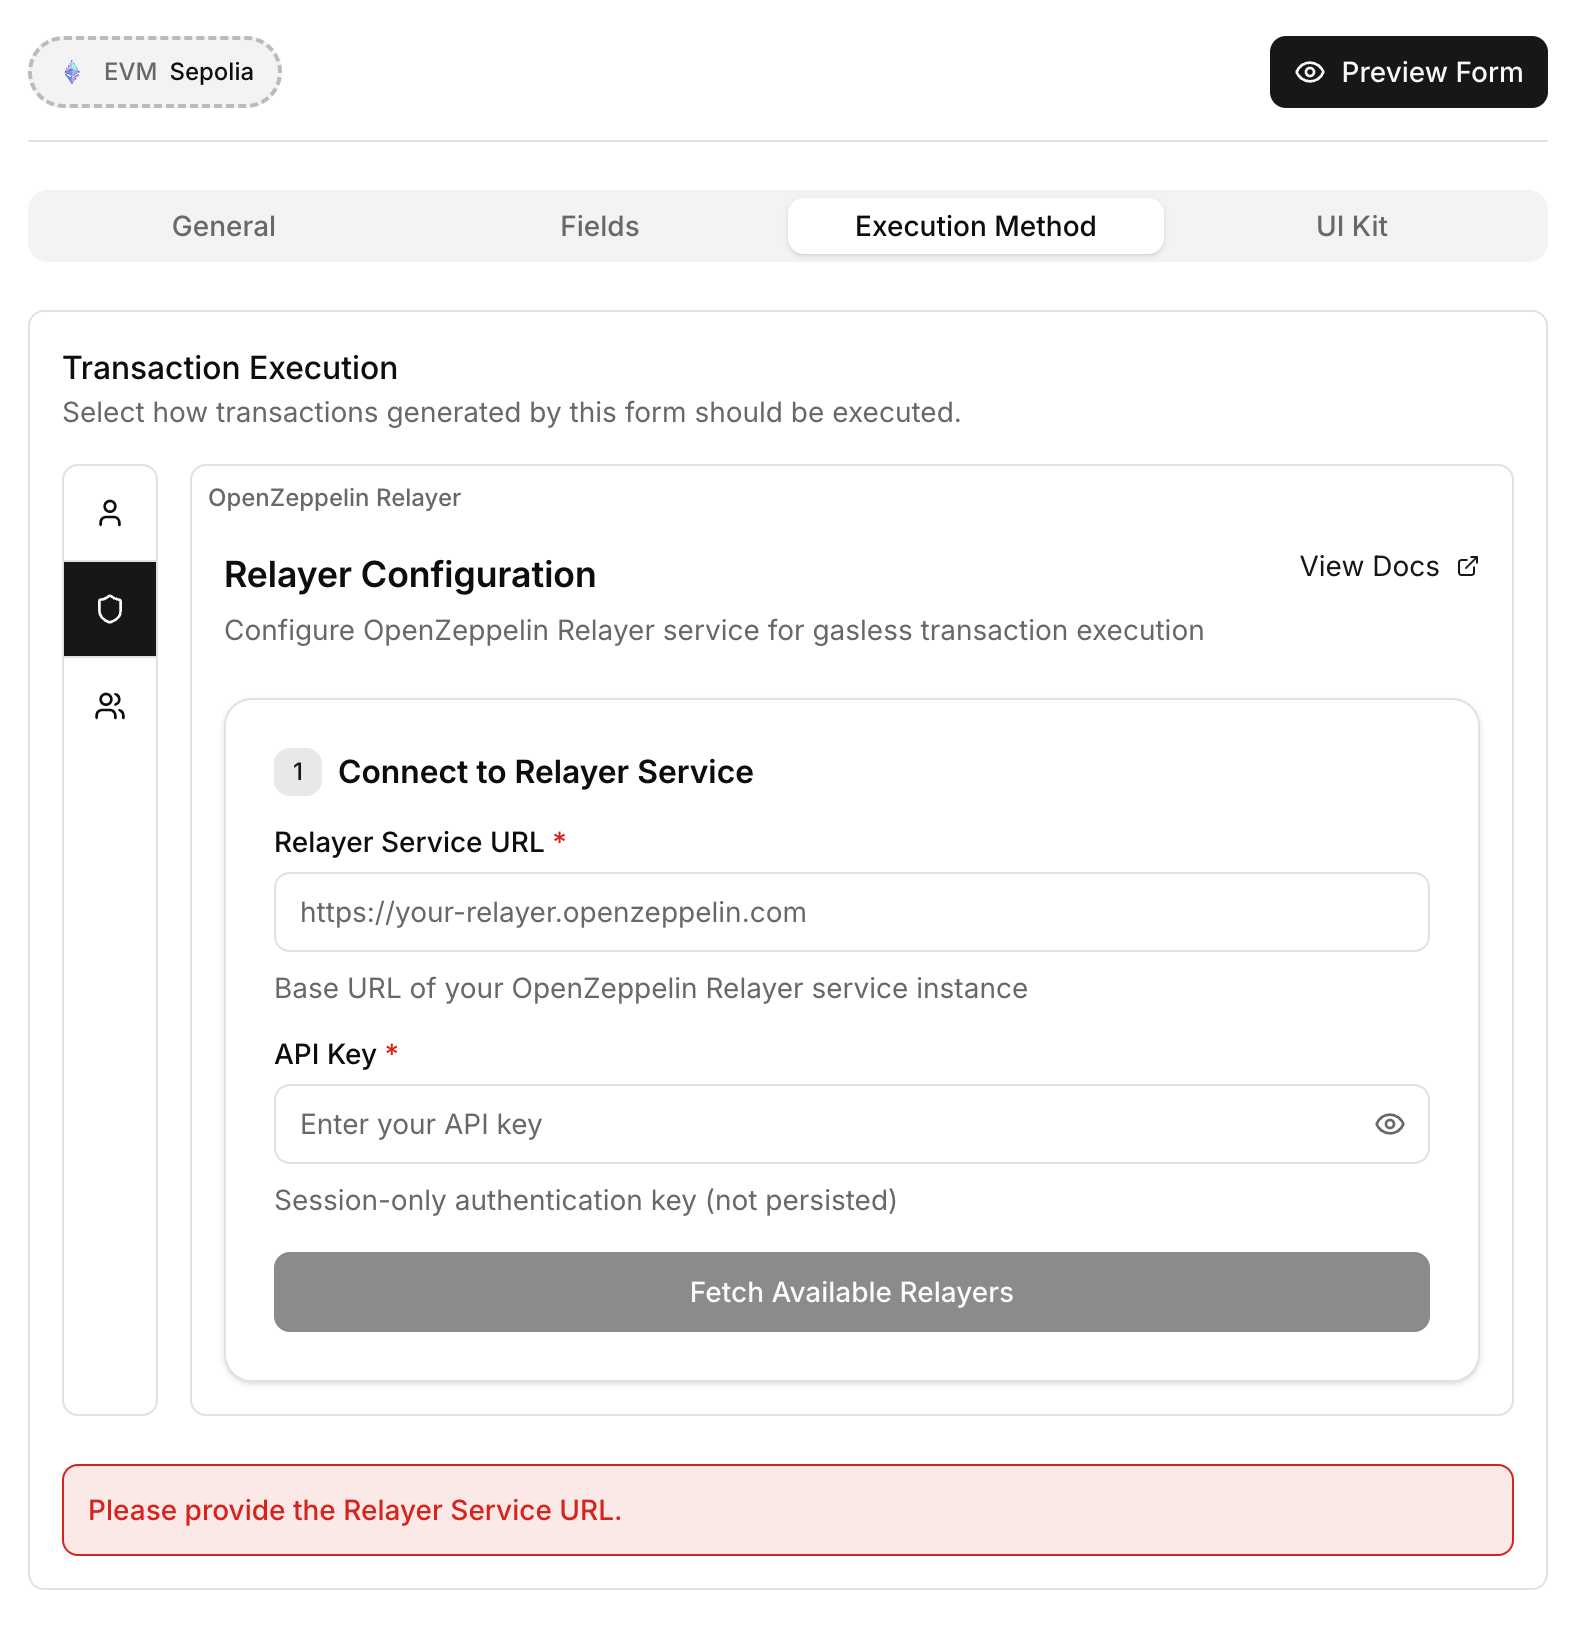 EVM Sepolia
Preview Form
General
Fields
Execution Method
UI Kit
Transaction Execution
Select how transactions generated by this form should be executed.
OpenZeppelin Relayer
Relayer Configuration
View Docs
Configure OpenZeppelin Relayer service for gasless transaction execution
1 Connect to Relayer Service
Relayer Service URL *
https://your-relayer.openzeppelin.com
Base URL of your OpenZeppelin Relayer service instance
API Key *
Enter your API key
Session-only authentication key (not persisted)
Fetch Available Relayers
Please provide the Relayer Service URL.